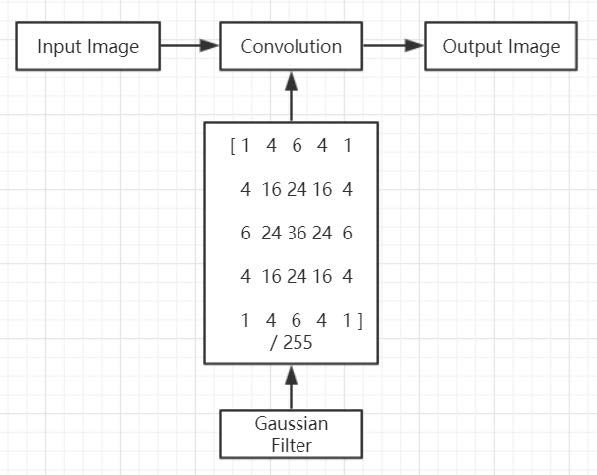 Input Image
Convolution
Output Image
[ 1 4 6 4 1
4 16 24 16 4
6 24 36 24 6
4 16 24 16 4
1 4 6 4 1 ]
/ 255
Gaussian
Filter